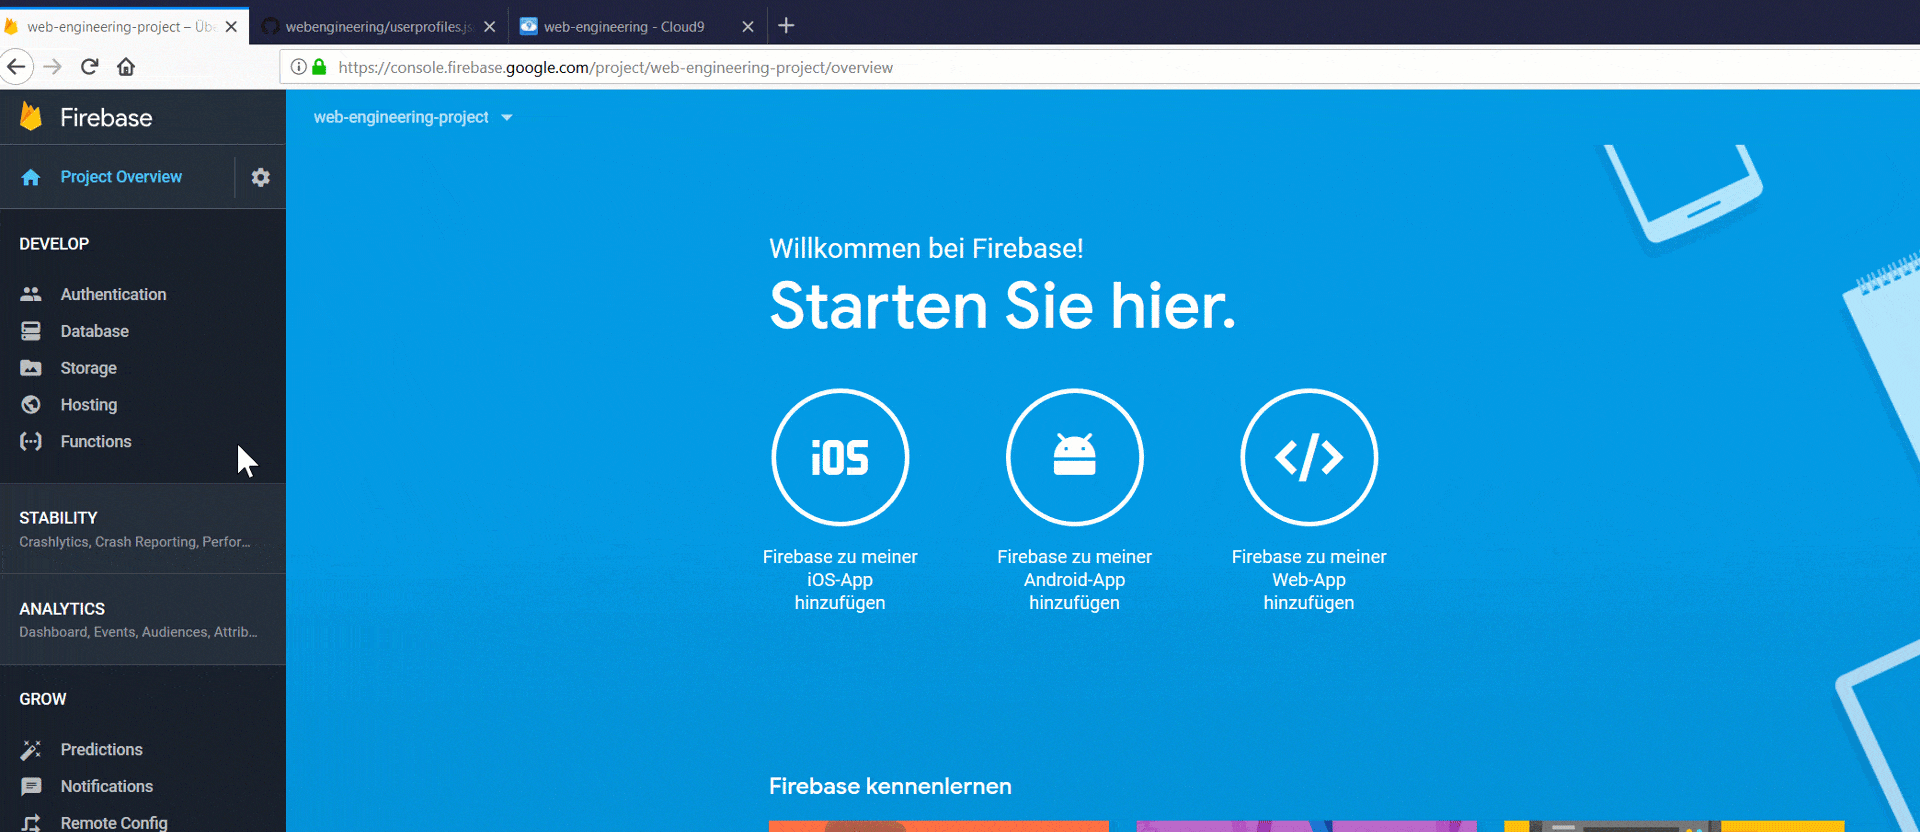 web-engineering-project – Übe
webengineering/userprofiles.js
web-engineering - Cloud9
https://console.firebase.google.com/project/web-engineering-project/overview
Firebase
web-engineering-project
Project Overview
DEVELOP
Authentication
Database
Storage
Hosting
Functions
STABILITY
Crashlytics, Crash Reporting, Perfor...
ANALYTICS
Dashboard, Events, Audiences, Attrib...
GROW
Predictions
Notifications
Remote Config
Willkommen bei Firebase!
Starten Sie hier.
iOS
Firebase zu meiner
iOS-App
hinzufügen
Firebase zu meiner
Android-App
hinzufügen
</>
Firebase zu meiner
Web-App
hinzufügen
Firebase kennenlernen